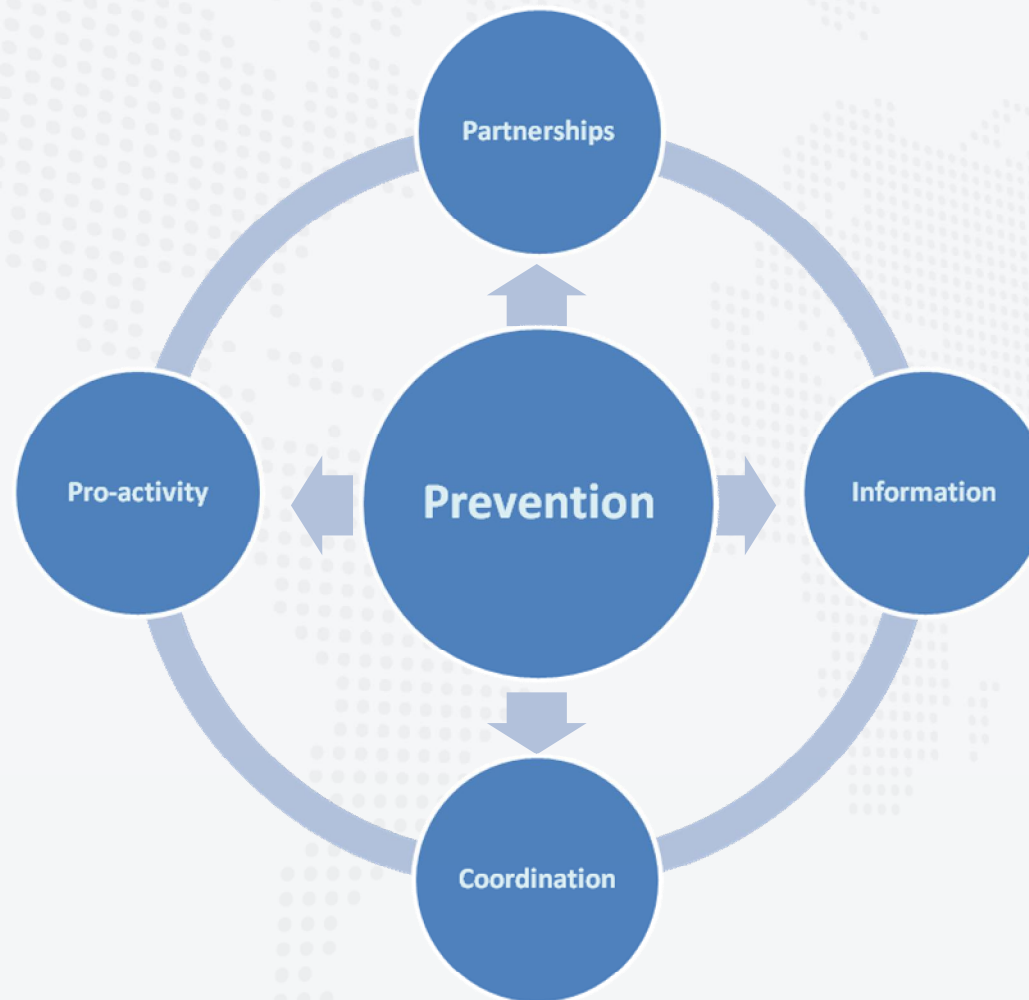 Partnerships
Pro-activity
Prevention
Information
Coordination